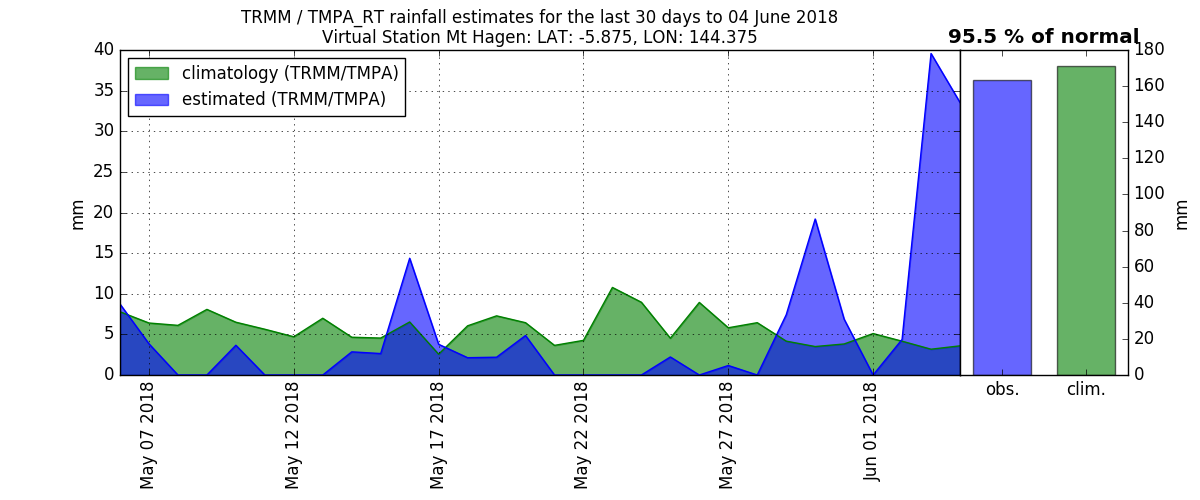 TRMM / TMPA_RT rainfall estimates for the last 30 days to 04 June 2018
Virtual Station Mt Hagen: LAT: -5.875, LON: 144.375
95.5 % of normal
climatology (TRMM/TMPA)
estimated (TRMM/TMPA)
40
35
30
25
20
15
10
5
0
mm
May 07 2018
May 12 2018
May 17 2018
May 22 2018
May 27 2018
Jun 01 2018
obs.
clim.
180
160
140
120
100
80
60
40
20
0
mm